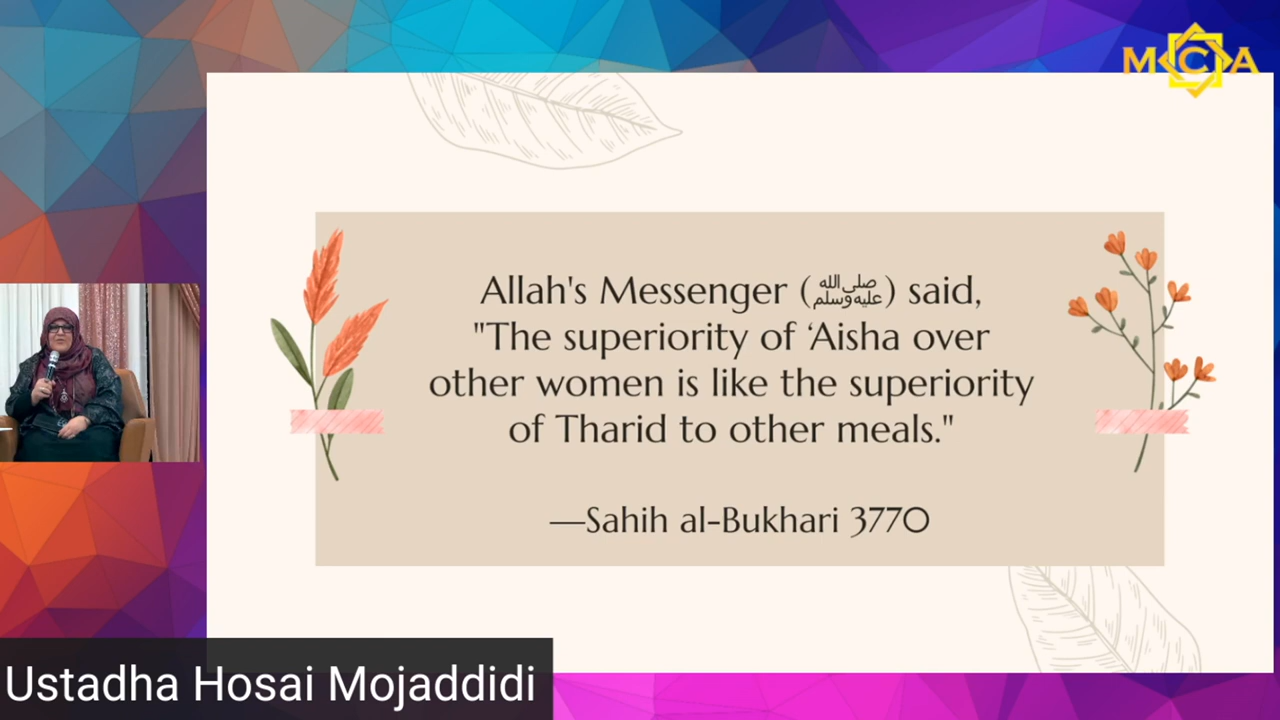 MCA
Allah's Messenger (ﷺ) said,
"The superiority of ‘Aisha over
other women is like the superiority
of Tharid to other meals."
—Sahih al-Bukhari 3770
Ustadha Hosai Mojaddidi